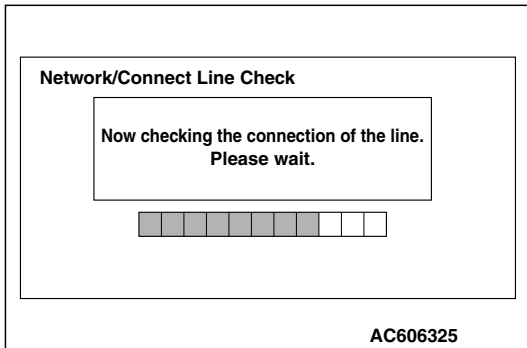 Network/Connect Line Check
Now checking the connection of the line.
Please wait.
AC606325